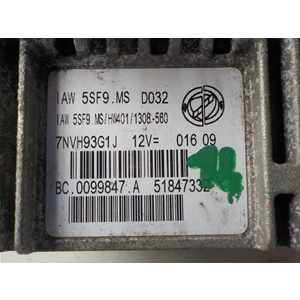 IAW 5SF9.MS D032
IAW 5SF9.MS/HW401/1308-560
7NVH93G1J 12V= 016 09
BC.0099847.A 51847332